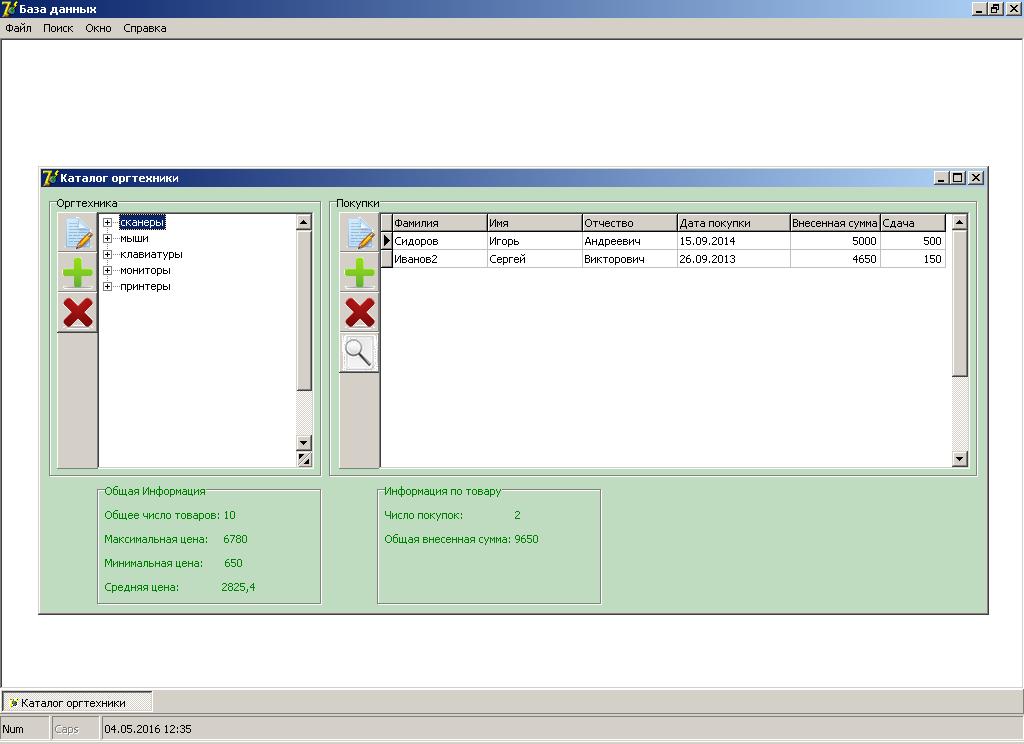 База данных
Файл Поиск Окно Справка
Каталог оргтехники
Оргтехника
сканеры
мыши
клавиатуры
мониторы
принтеры
Покупки
Фамилия Имя Отчество Дата покупки Внесенная сумма Сдача
Сидоров Игорь Андреевич 15.09.2014 5000 500
Иванов2 Сергей Викторович 26.09.2013 4650 150
Общая Информация
Общее число товаров: 10
Максимальная цена: 6780
Минимальная цена: 650
Средняя цена: 2825,4
Информация по товару
Число покупок: 2
Общая внесенная сумма: 9650
Каталог оргтехники
Num Caps 04.05.2016 12:35